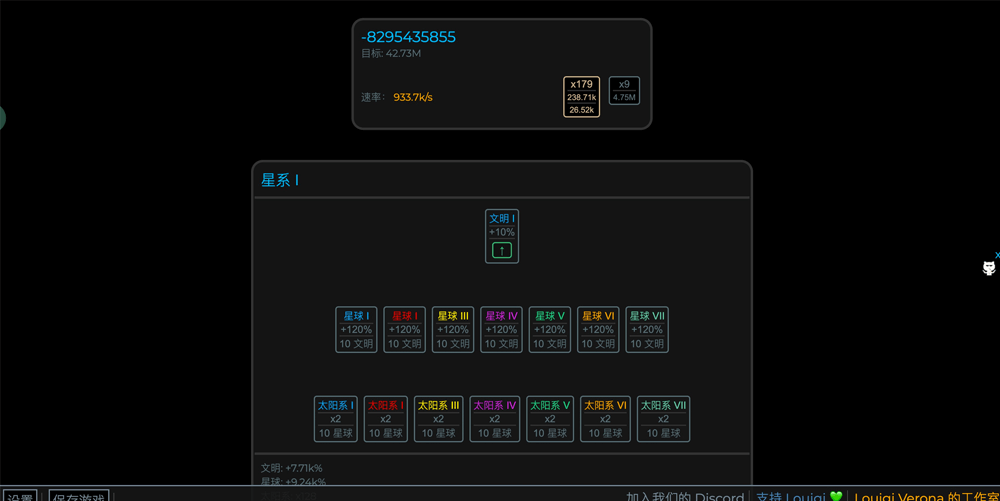 -8295435855
目标: 42.73M
速率: 933.7k/s
x179
238.71k
26.52k
x9
4.75M
星系 I
文明 I
+10%
↑
星球 I 星球 I 星球 III 星球 IV 星球 V 星球 VI 星球 VII
+120% +120% +120% +120% +120% +120% +120%
10 文明 10 文明 10 文明 10 文明 10 文明 10 文明 10 文明
太阳系 I 太阳系 I 太阳系 III 太阳系 IV 太阳系 V 太阳系 VI 太阳系 VII
x2 x2 x2 x2 x2 x2 x2
10 星球 10 星球 10 星球 10 星球 10 星球 10 星球 10 星球
文明: +7.71k%
星球: +9.24k%
x
设置 | 保存游戏 | 加入我们的 Discord | 支持 Louigi 💚 | Louigi Verona 的工作室